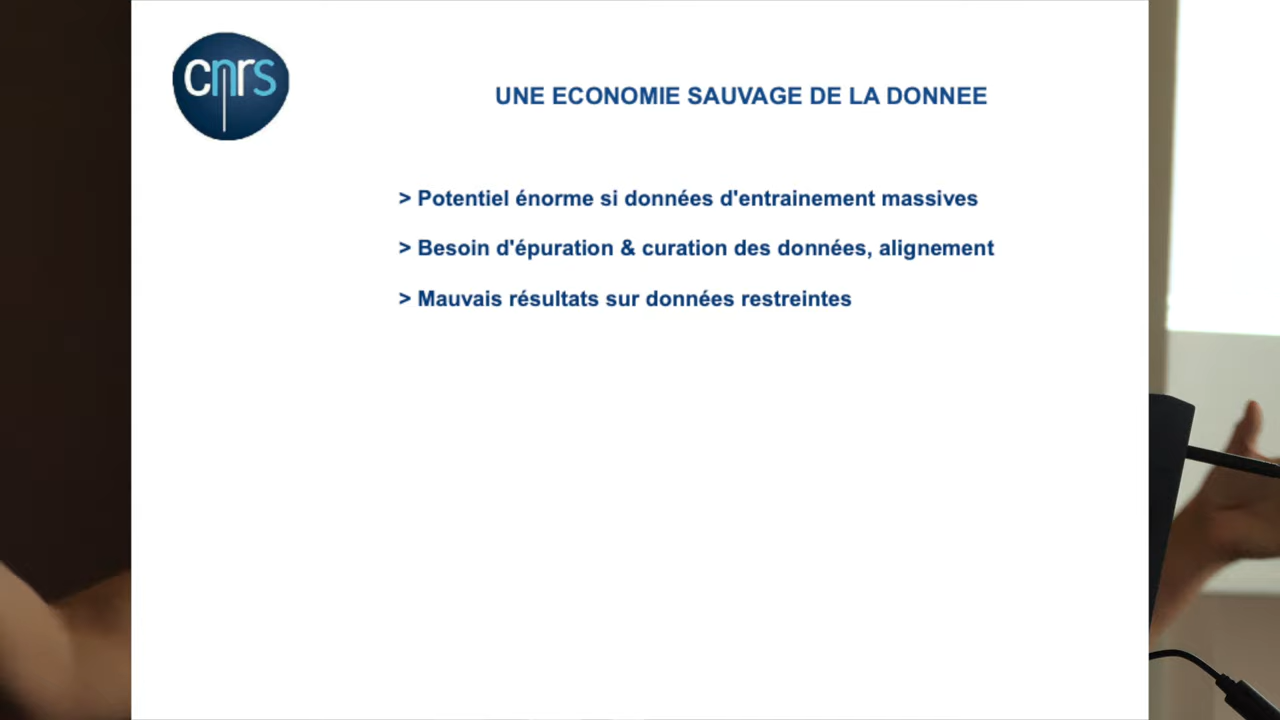 cnrs
UNE ECONOMIE SAUVAGE DE LA DONNEE
> Potentiel énorme si données d'entrainement massives
> Besoin d'épuration & curation des données, alignement
> Mauvais résultats sur données restreintes